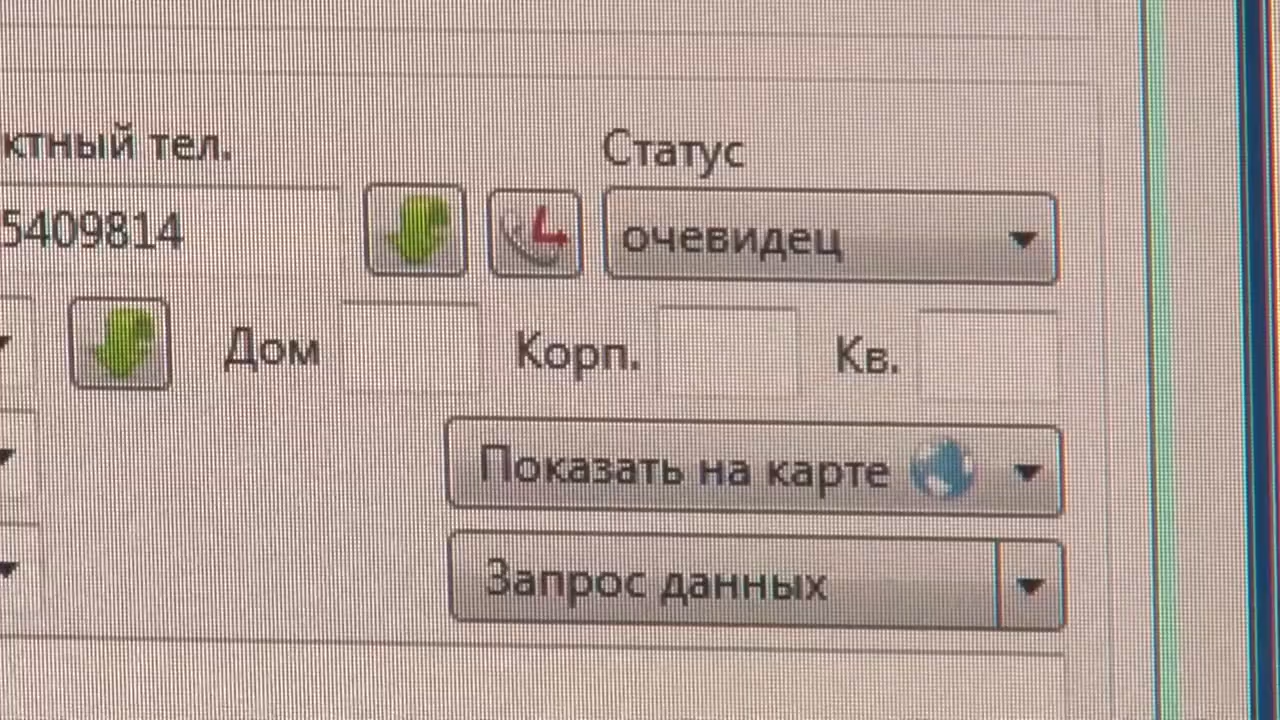 ктный тел.
Статус
5409814
очевидец
Дом
Корп.
Кв.
Показать на карте
Запрос данных